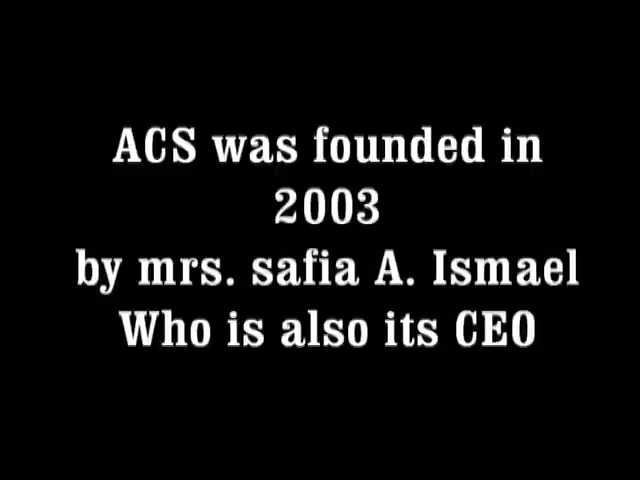 ACS was founded in
2003
by mrs. safia A. Ismael
Who is also its CEO